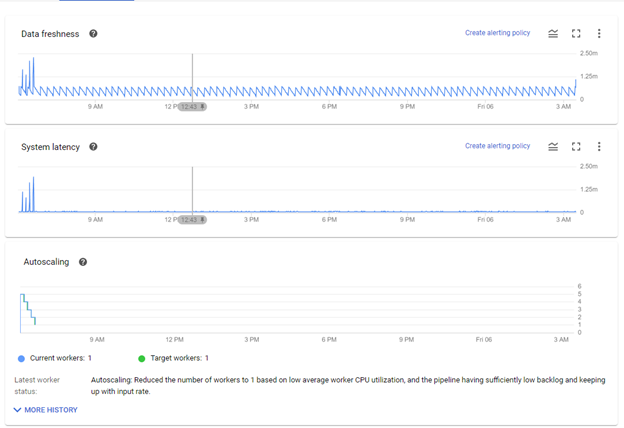 Data freshness
Create alerting policy
2.50m
1.25m
0
9 AM
12 P
12:43
3 PM
6 PM
9 PM
Fri 06
3 AM
System latency
Create alerting policy
2.50m
1.25m
0
9 AM
12 P
12:43
3 PM
6 PM
9 PM
Fri 06
3 AM
Autoscaling
6
5
4
3
2
1
0
9 AM
12 PM
3 PM
6 PM
9 PM
Fri 06
3 AM
Current workers: 1
Target workers: 1
Latest worker status:
Autoscaling: Reduced the number of workers to 1 based on low average worker CPU utilization, and the pipeline having sufficiently low backlog and keeping
up with input rate.
MORE HISTORY